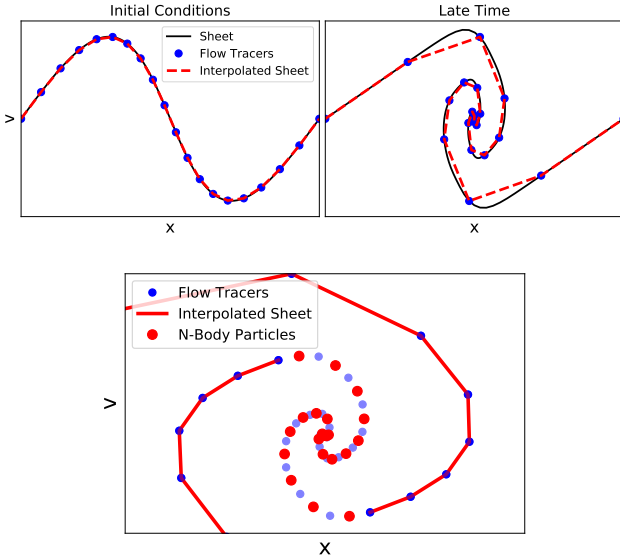 Initial Conditions
Late Time
Sheet
Flow Tracers
Interpolated Sheet
v
x
x
Flow Tracers
Interpolated Sheet
N-Body Particles
v
x